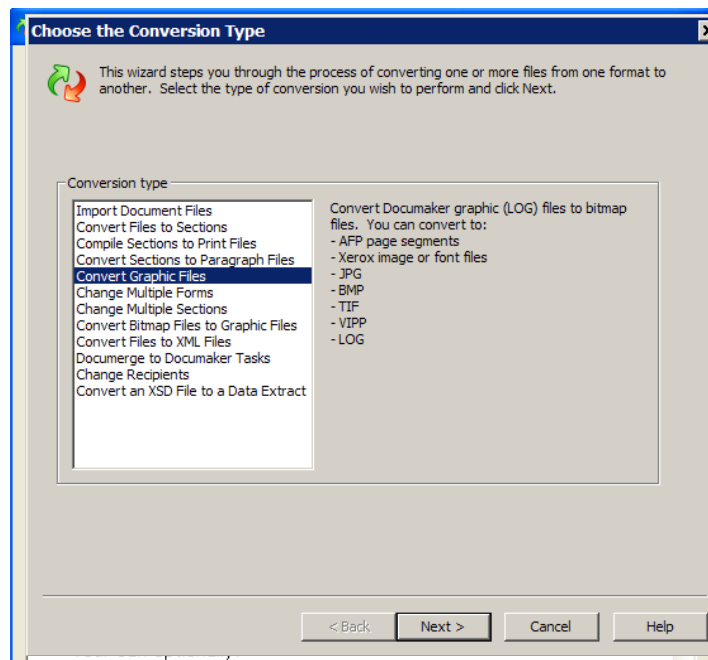 Choose the Conversion Type
This wizard steps you through the process of converting one or more files from one format to
another. Select the type of conversion you wish to perform and click Next.
Conversion type
Import Document Files
Convert Files to Sections
Compile Sections to Print Files
Convert Sections to Paragraph Files
Convert Graphic Files
Change Multiple Forms
Change Multiple Sections
Convert Bitmap Files to Graphic Files
Convert Files to XML Files
Documerge to Documaker Tasks
Change Recipients
Convert an XSD File to a Data Extract
Convert Documaker graphic (LOG) files to bitmap
files. You can convert to:
- AFP page segments
- Xerox image or font files
- JPG
- BMP
- TIF
- VIPP
- LOG
< Back
Next >
Cancel
Help